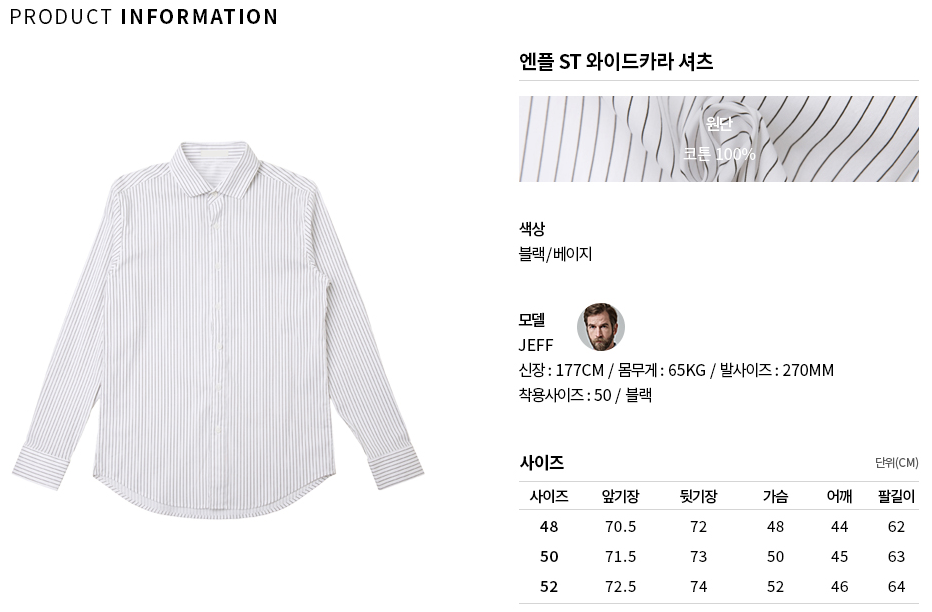 PRODUCT INFORMATION
엔플 ST 와이드카라 셔츠
원단
코튼 100%
색상
블랙/베이지
모델
JEFF
신장 : 177CM / 몸무게 : 65KG / 발사이즈 : 270MM
착용사이즈 : 50 / 블랙
사이즈 단위(CM)
사이즈 앞기장 뒷기장 가슴 어깨 팔길이
48 70.5 72 48 44 62
50 71.5 73 50 45 63
52 72.5 74 52 46 64